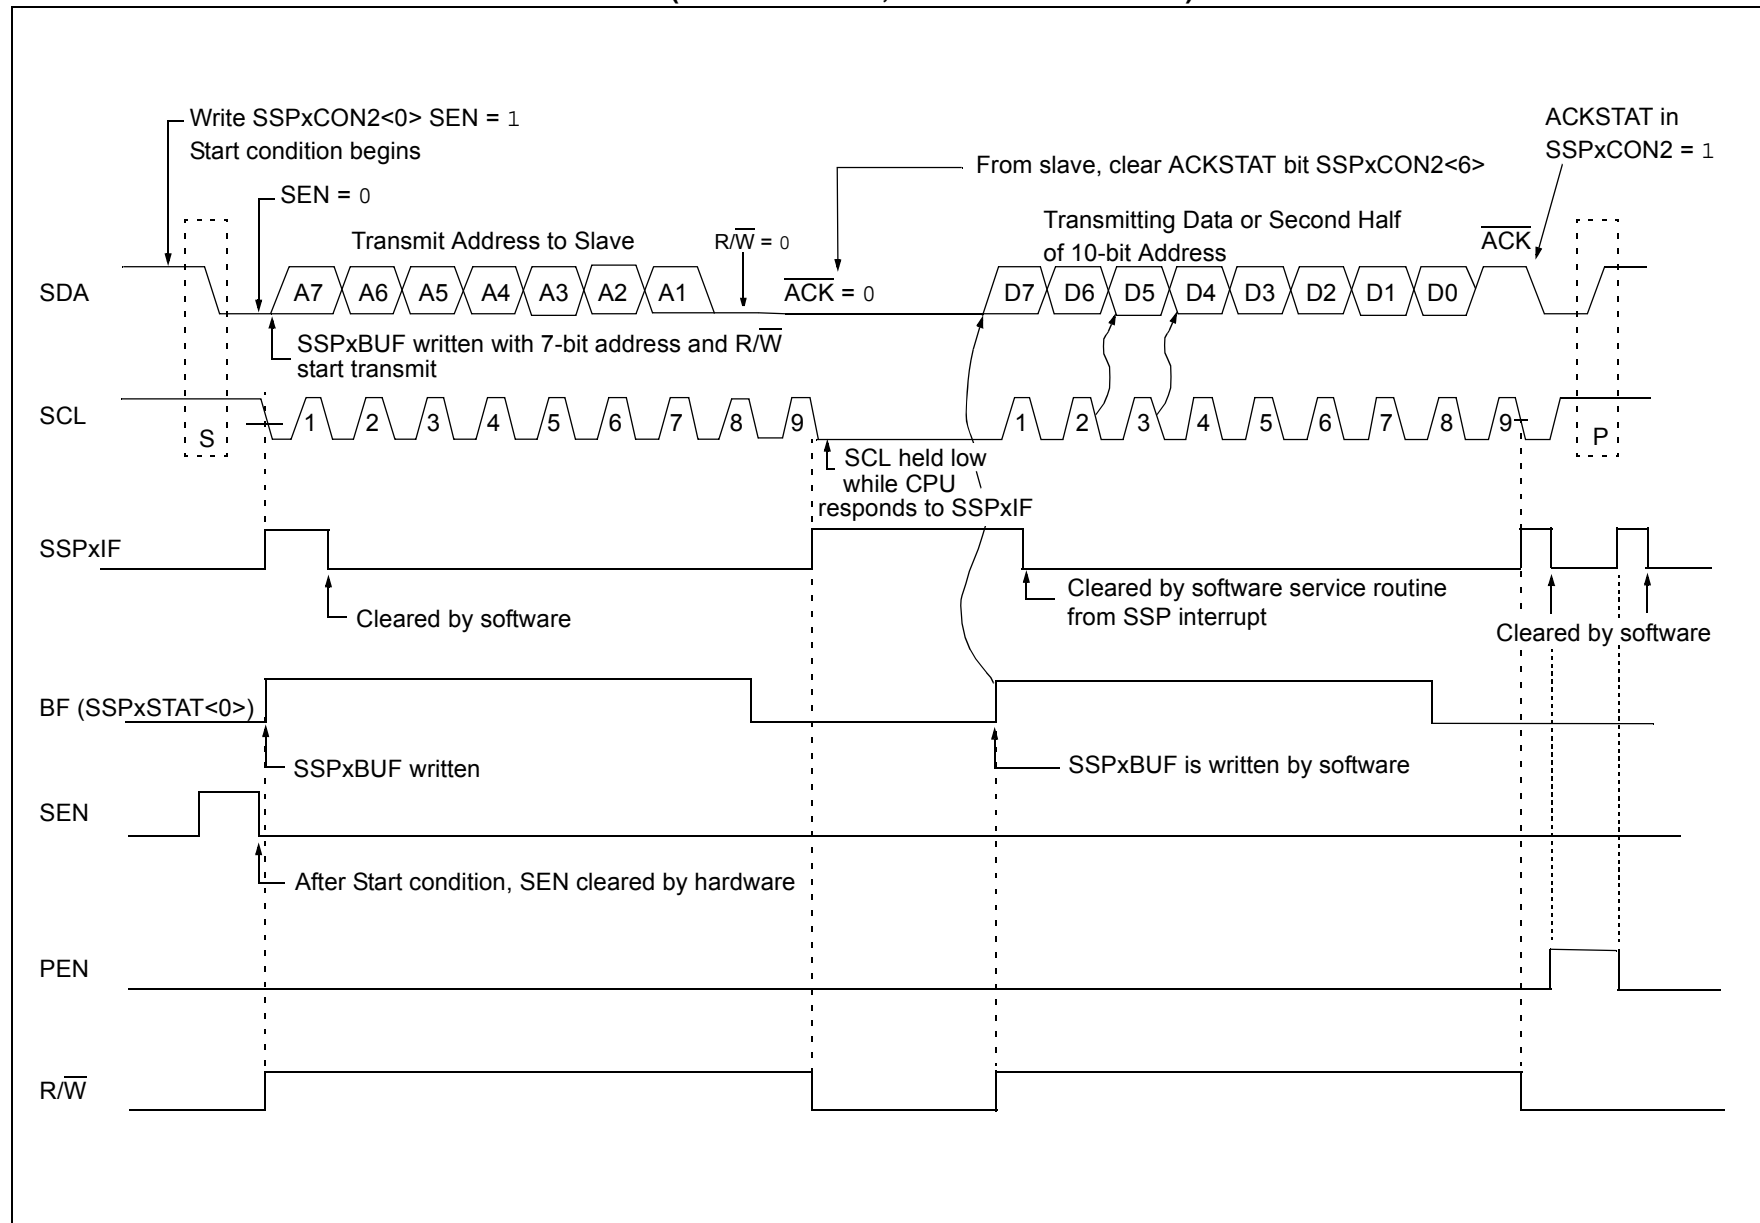 Write SSPxCON2<0> SEN = 1
Start condition begins
ACKSTAT in
SSPxCON2 = 1
From slave, clear ACKSTAT bit SSPxCON2<6>
SEN = 0
Transmitting Data or Second Half
of 10-bit Address
Transmit Address to Slave
R/W̅ = 0
A̅C̅K̅
SDA
A7 A6 A5 A4 A3 A2 A1
A̅C̅K̅ = 0
D7 D6 D5 D4 D3 D2 D1 D0
SSPxBUF written with 7-bit address and R/W̅
start transmit
SCL
S
1 2 3 4 5 6 7 8 9
1 2 3 4 5 6 7 8 9
P
SCL held low
while CPU
responds to SSPxIF
SSPxIF
Cleared by software
Cleared by software service routine
from SSP interrupt
Cleared by software
BF (SSPxSTAT<0>)
SSPxBUF written
SSPxBUF is written by software
SEN
After Start condition, SEN cleared by hardware
PEN
R/W̅